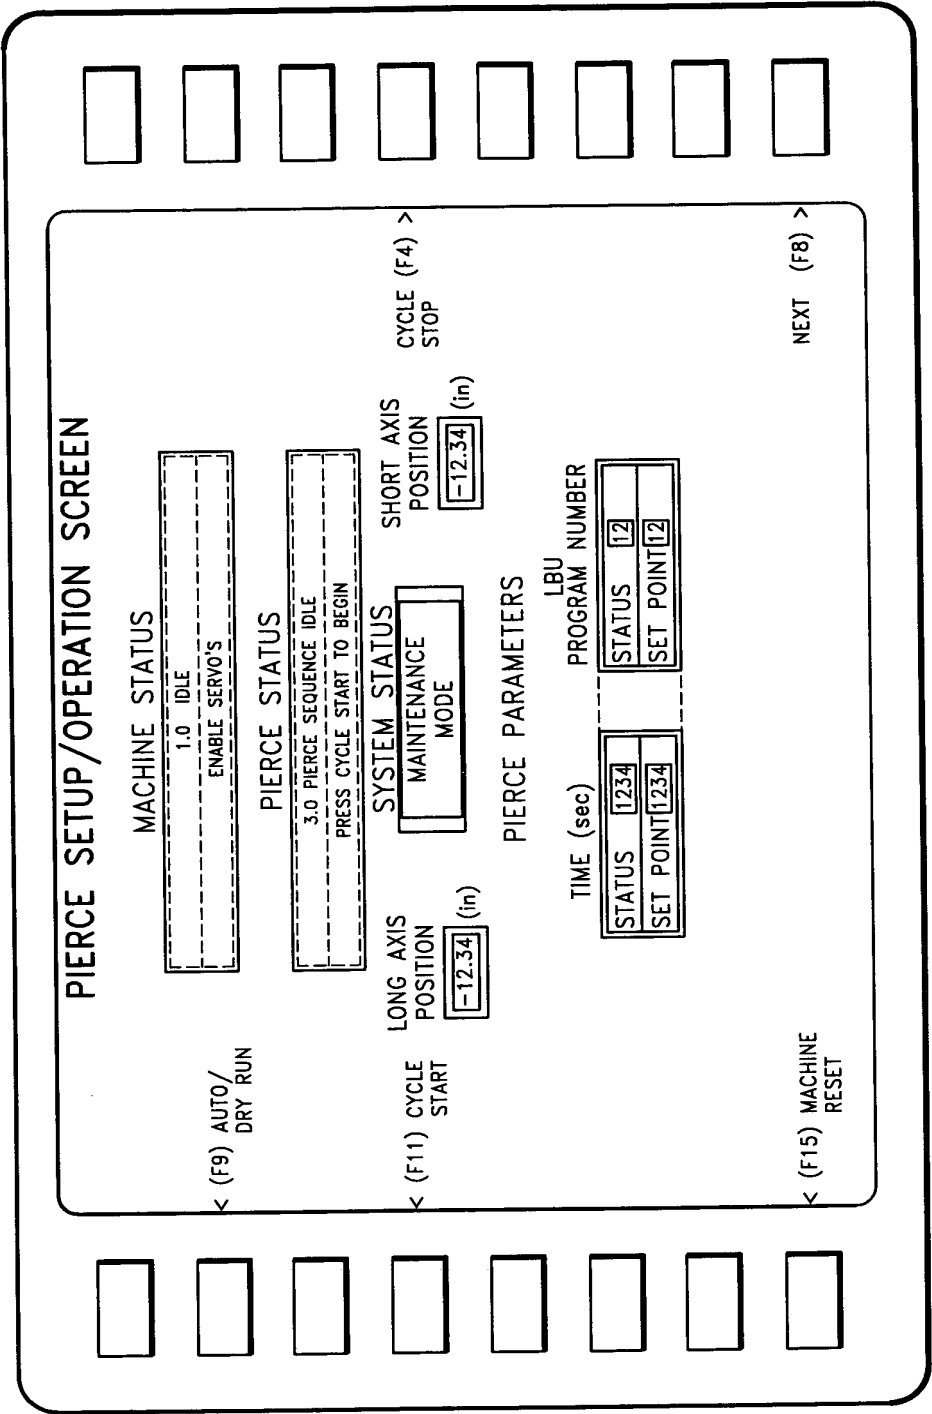 PIERCE SETUP/OPERATION SCREEN
MACHINE STATUS
1.0 IDLE
ENABLE SERVO'S
< (F9) AUTO/
DRY RUN
PIERCE STATUS
3.0 PIERCE SEQUENCE IDLE
PRESS CYCLE START TO BEGIN
LONG AXIS
POSITION
-12.34 (in)
SYSTEM STATUS
MAINTENANCE
MODE
SHORT AXIS
POSITION
-12.34 (in)
< (F11) CYCLE
START
CYCLE (F4) >
STOP
PIERCE PARAMETERS
TIME (sec)
STATUS 1234
SET POINT 1234
LBU
PROGRAM NUMBER
STATUS 12
SET POINT 12
< (F15) MACHINE
RESET
NEXT (F8) >